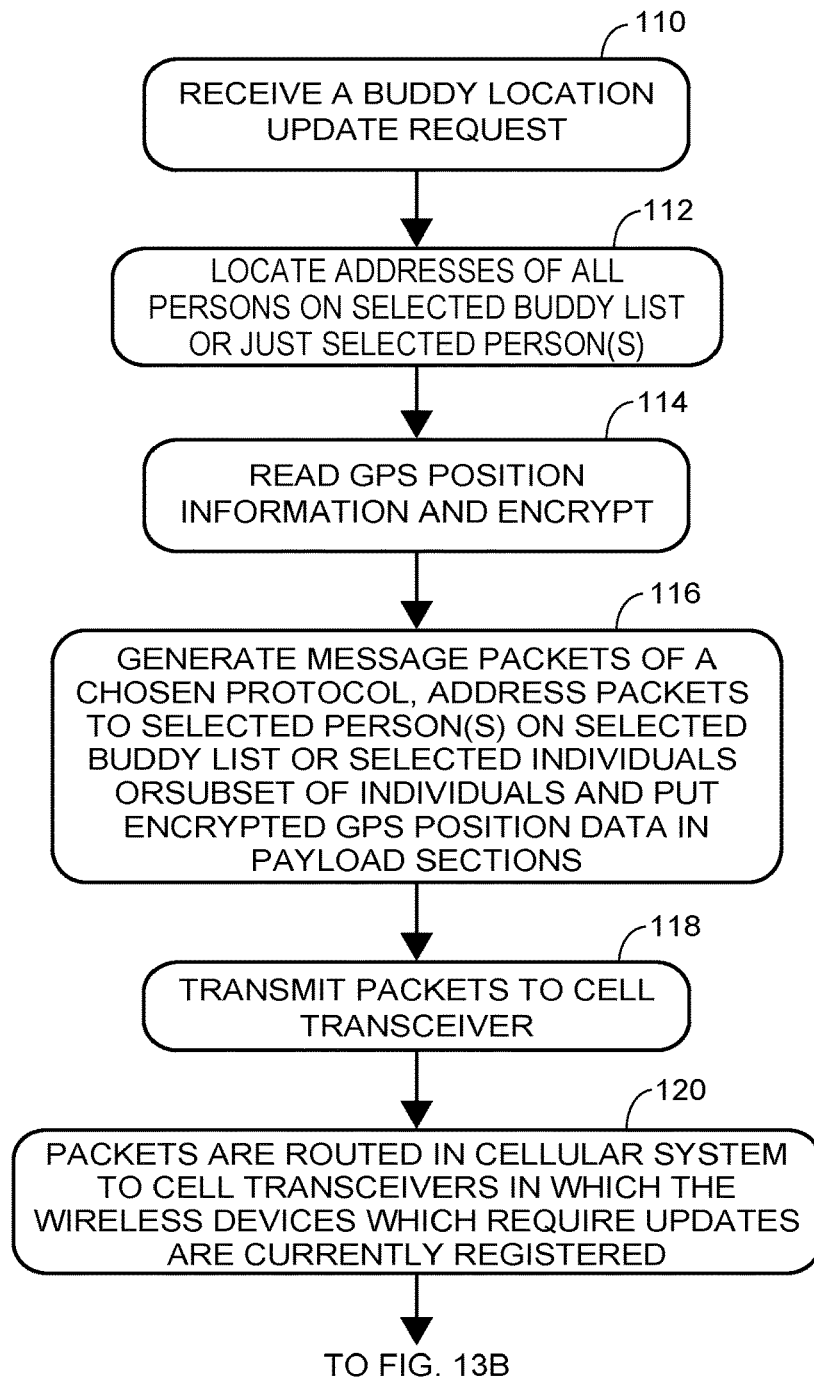 110
RECEIVE A BUDDY LOCATION
UPDATE REQUEST
112
LOCATE ADDRESSES OF ALL
PERSONS ON SELECTED BUDDY LIST
OR JUST SELECTED PERSON(S)
114
READ GPS POSITION
INFORMATION AND ENCRYPT
116
GENERATE MESSAGE PACKETS OF A
CHOSEN PROTOCOL, ADDRESS PACKETS
TO SELECTED PERSON(S) ON SELECTED
BUDDY LIST OR SELECTED INDIVIDUALS
ORSUBSET OF INDIVIDUALS AND PUT
ENCRYPTED GPS POSITION DATA IN
PAYLOAD SECTIONS
118
TRANSMIT PACKETS TO CELL
TRANSCEIVER
120
PACKETS ARE ROUTED IN CELLULAR SYSTEM
TO CELL TRANSCEIVERS IN WHICH THE
WIRELESS DEVICES WHICH REQUIRE UPDATES
ARE CURRENTLY REGISTERED
TO FIG. 13B